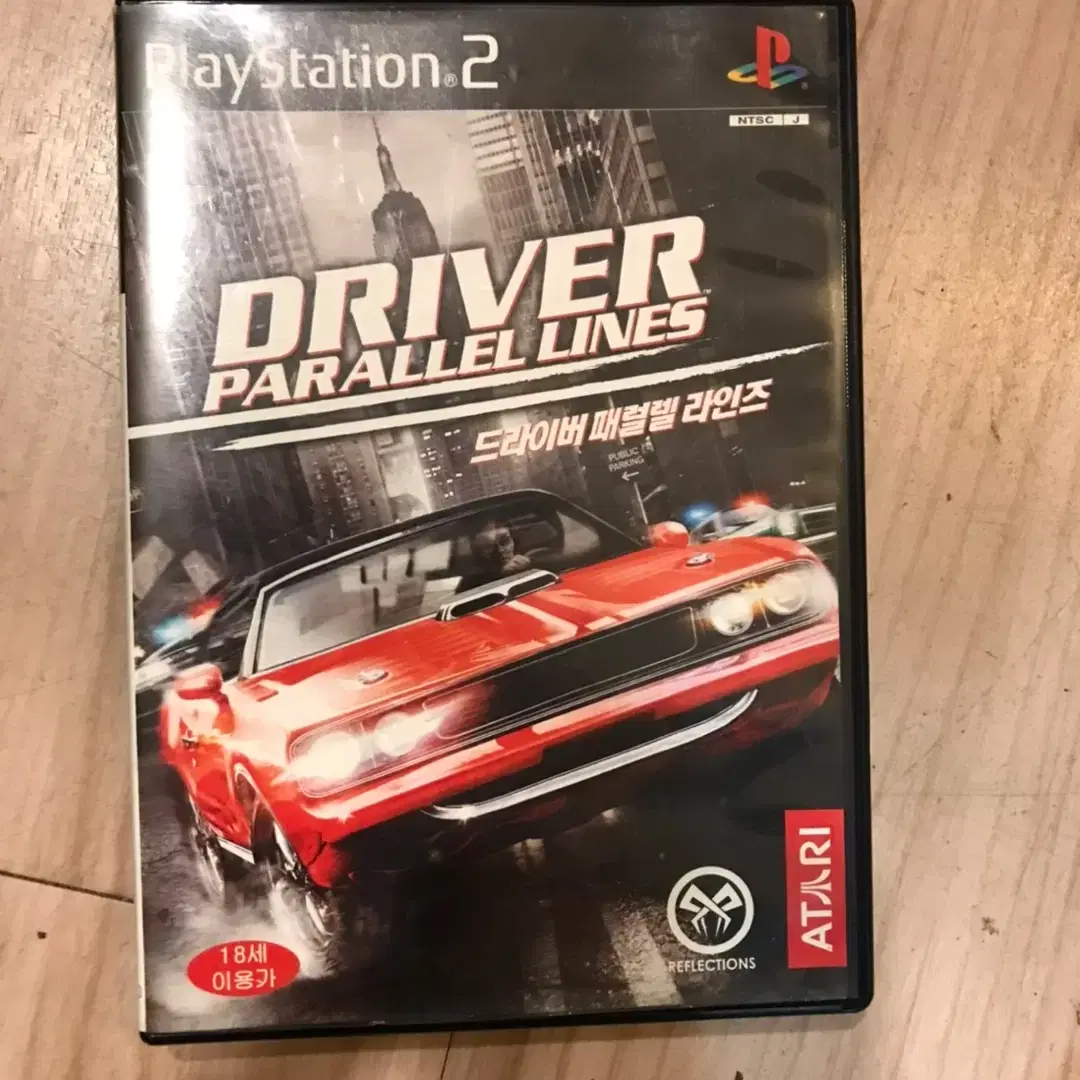 PlayStation®2
NTSC J
DRIVER
PARALLEL LINES™
드라이버 패럴렐 라인즈
PUBLIC
PARKING
ATARI
REFLECTIONS
18세
이용가